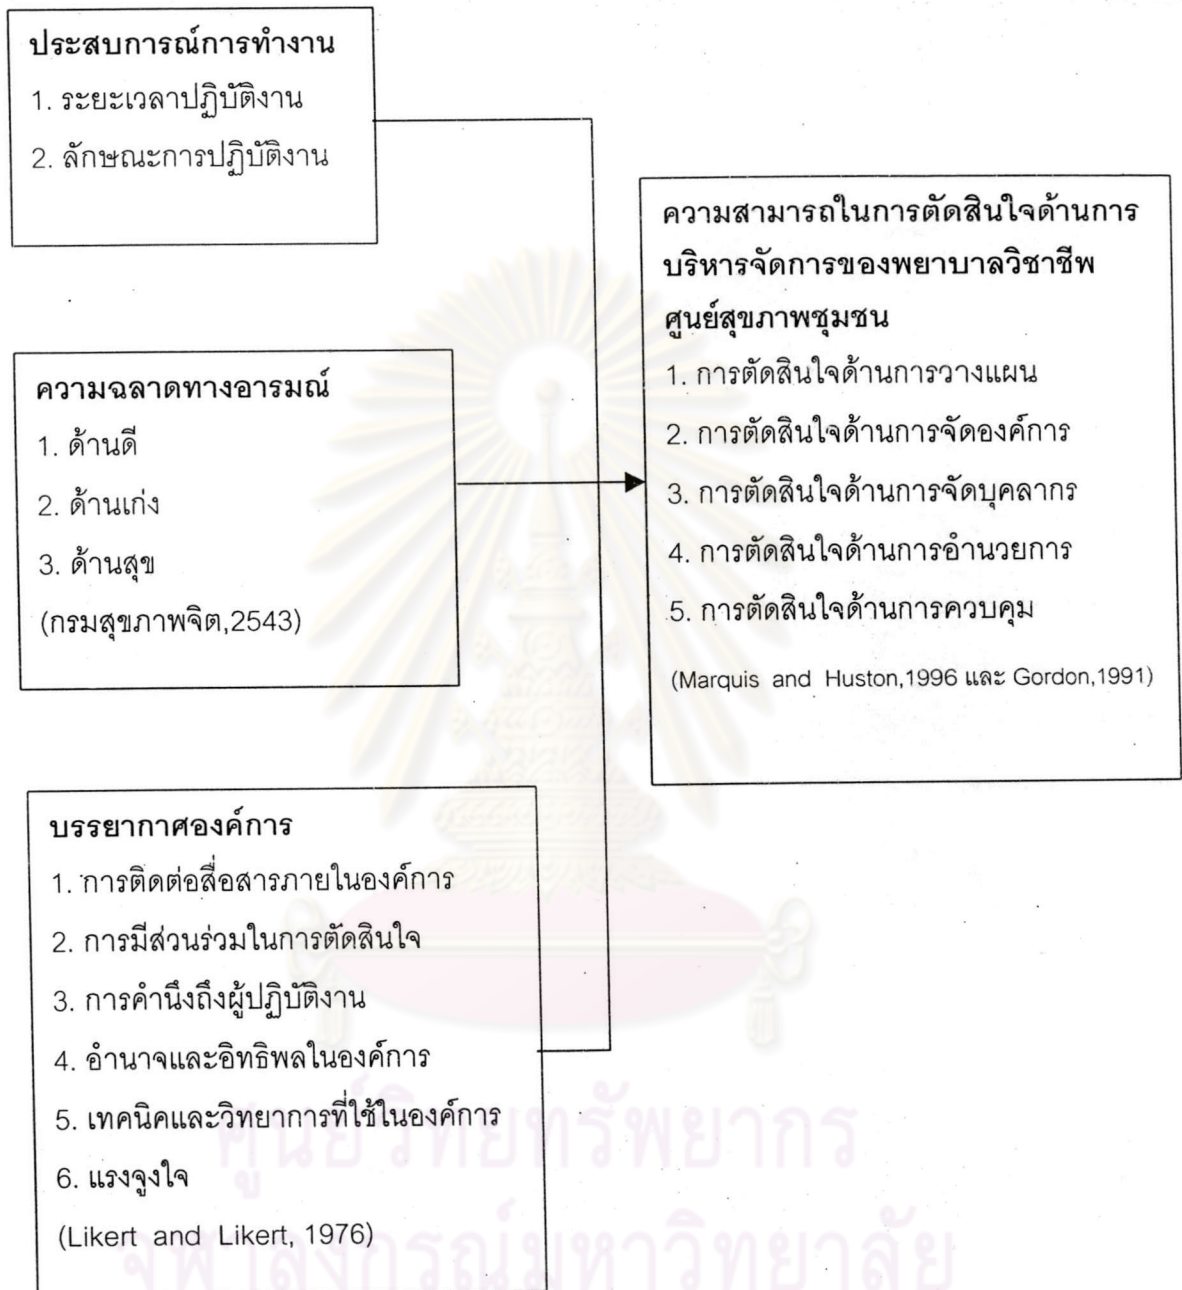 ประสบการณ์การทำงาน
1. ระยะเวลาปฏิบัติงาน
2. ลักษณะการปฏิบัติงาน
ความฉลาดทางอารมณ์
1. ด้านดี
2. ด้านเก่ง
3. ด้านสุข
(กรมสุขภาพจิต,2543)
บรรยากาศองค์การ
1. การติดต่อสื่อสารภายในองค์การ
2. การมีส่วนร่วมในการตัดสินใจ
3. การคำนึงถึงผู้ปฏิบัติงาน
4. อำนาจและอิทธิพลในองค์การ
5. เทคนิคและวิทยาการที่ใช้ในองค์การ
6. แรงจูงใจ
(Likert and Likert, 1976)
ความสามารถในการตัดสินใจด้านการ
บริหารจัดการของพยาบาลวิชาชีพ
ศูนย์สุขภาพชุมชน
1. การตัดสินใจด้านการวางแผน
2. การตัดสินใจด้านการจัดองค์การ
3. การตัดสินใจด้านการจัดบุคลากร
4. การตัดสินใจด้านการอำนวยการ
5. การตัดสินใจด้านการควบคุม
(Marquis and Huston,1996 และ Gordon,1991)
ศูนย์วิทยทรัพยากร
จุฬาลงกรณ์มหาวิทยาลัย